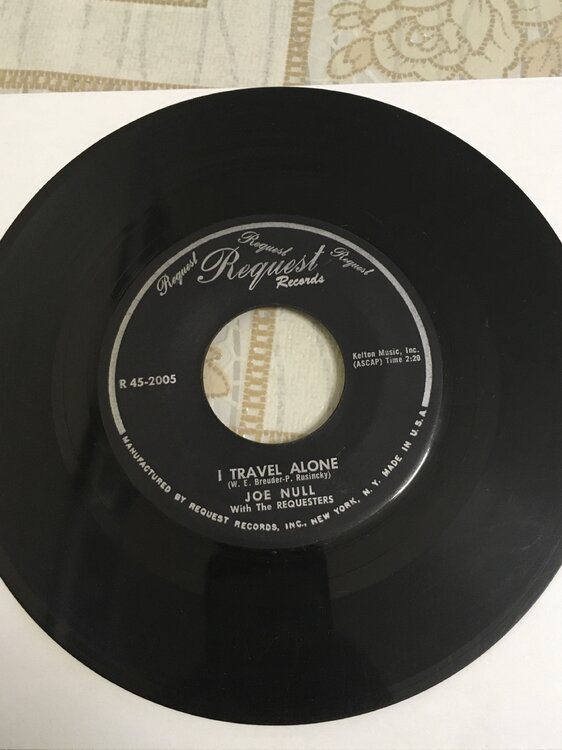 Request
Request
Request
Request
Records
R 45-2005
Kelton Music, Inc.
(ASCAP) Time 2:20
I TRAVEL ALONE
(W. E. Breuder-P. Rusincky)
JOE NULL
With The REQUESTERS
MANUFACTURED BY REQUEST RECORDS, INC., NEW YORK, N. Y. MADE IN U.S.A